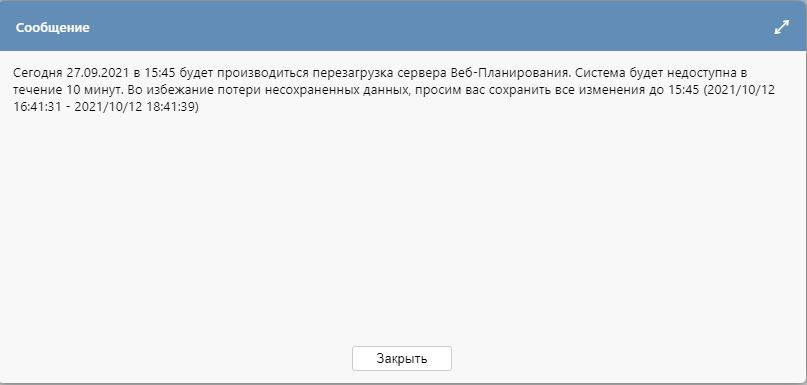 Сообщение
Сегодня 27.09.2021 в 15:45 будет производиться перезагрузка сервера Веб-Планирования. Система будет недоступна в
течение 10 минут. Во избежание потери несохраненных данных, просим вас сохранить все изменения до 15:45 (2021/10/12
16:41:31 - 2021/10/12 18:41:39)
Закрыть